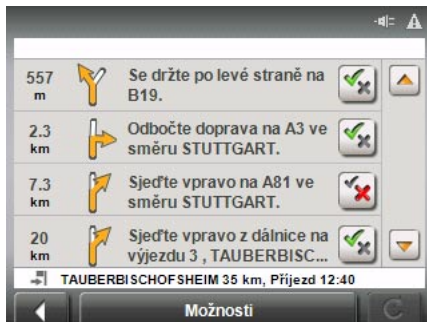 557 m
Se držte po levé straně na
B19.
2.3 km
Odbočte doprava na A3 ve
směru STUTTGART.
7.3 km
Sjeďte vpravo na A81 ve
směru STUTTGART.
20 km
Sjeďte vpravo z dálnice na
výjezdu 3 , TAUBERBISC...
TAUBERBISCHOFSHEIM 35 km, Příjezd 12:40
Možnosti